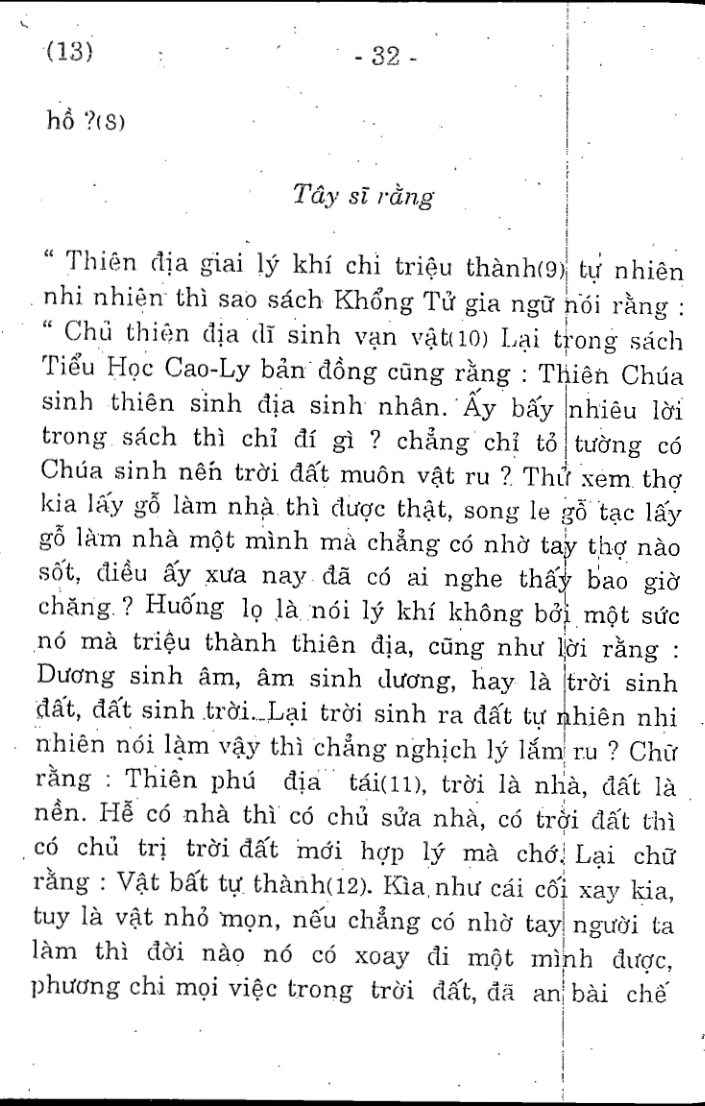 (13)
- 32 -
hồ ?(8)
Tây sĩ rằng
“ Thiên địa giai lý khí chi triệu thành(9) tự nhiên
nhi nhiên thì sao sách Khổng Tử gia ngữ nói rằng :
“ Chủ thiên địa dĩ sinh vạn vật(10) Lại trong sách
Tiểu Học Cao-Ly bản đồng cũng rằng : Thiên Chúa
sinh thiên sinh địa sinh nhân. Ấy bấy nhiêu lời
trong sách thì chỉ đí gì ? chẳng chỉ tỏ tường có
Chúa sinh nên trời đất muôn vật ru ? Thử xem thợ
kia lấy gỗ làm nhà thì được thật, song le gỗ tạc lấy
gỗ làm nhà một mình mà chẳng có nhờ tay thợ nào
sốt, điều ấy xưa nay đã có ai nghe thấy bao giờ
chăng ? Huống lọ là nói lý khí không bởi một sức
nó mà triệu thành thiên địa, cũng như lời rằng :
Dương sinh âm, âm sinh dương, hay là trời sinh
đất, đất sinh trời. Lại trời sinh ra đất tự nhiên nhi
nhiên nói làm vậy thì chẳng nghịch lý lắm ru ? Chữ
rằng : Thiên phú địa tái(11), trời là nhà, đất là
nền. Hễ có nhà thì có chủ sửa nhà, có trời đất thì
có chủ trị trời đất mới hợp lý mà chớ. Lại chữ
rằng : Vật bất tự thành(12). Kìa như cái cối xay kia,
tuy là vật nhỏ mọn, nếu chẳng có nhờ tay người ta
làm thì đời nào nó có xoay đi một mình được,
phương chi mọi việc trong trời đất, đã an bài chế